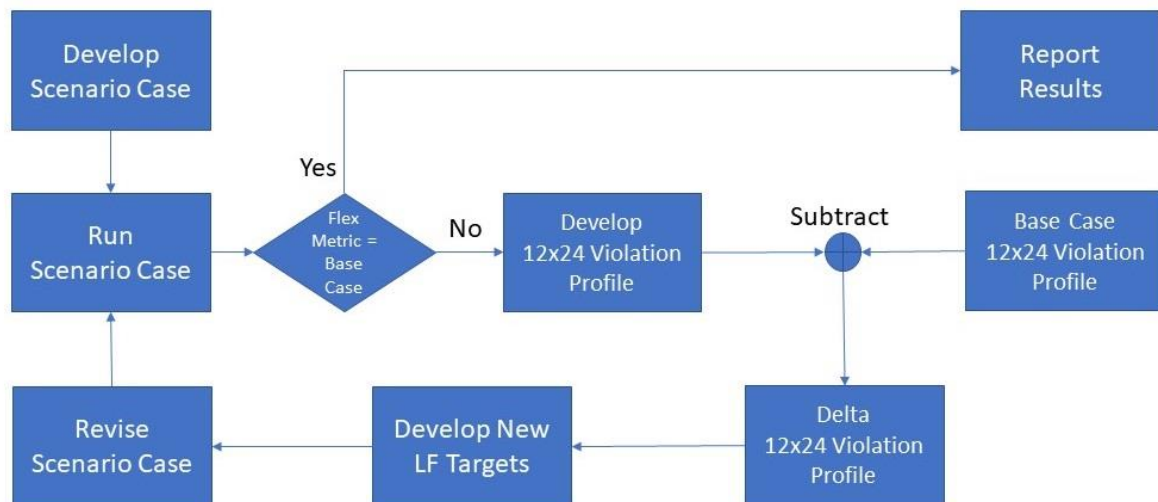 Develop
Scenario Case
Report
Results
Yes
Run
Scenario Case
Flex
Metric =
Base
Case
No
Develop
12x24 Violation
Profile
Subtract
Base Case
12x24 Violation
Profile
Revise
Scenario Case
Develop New
LF Targets
Delta
12x24 Violation
Profile